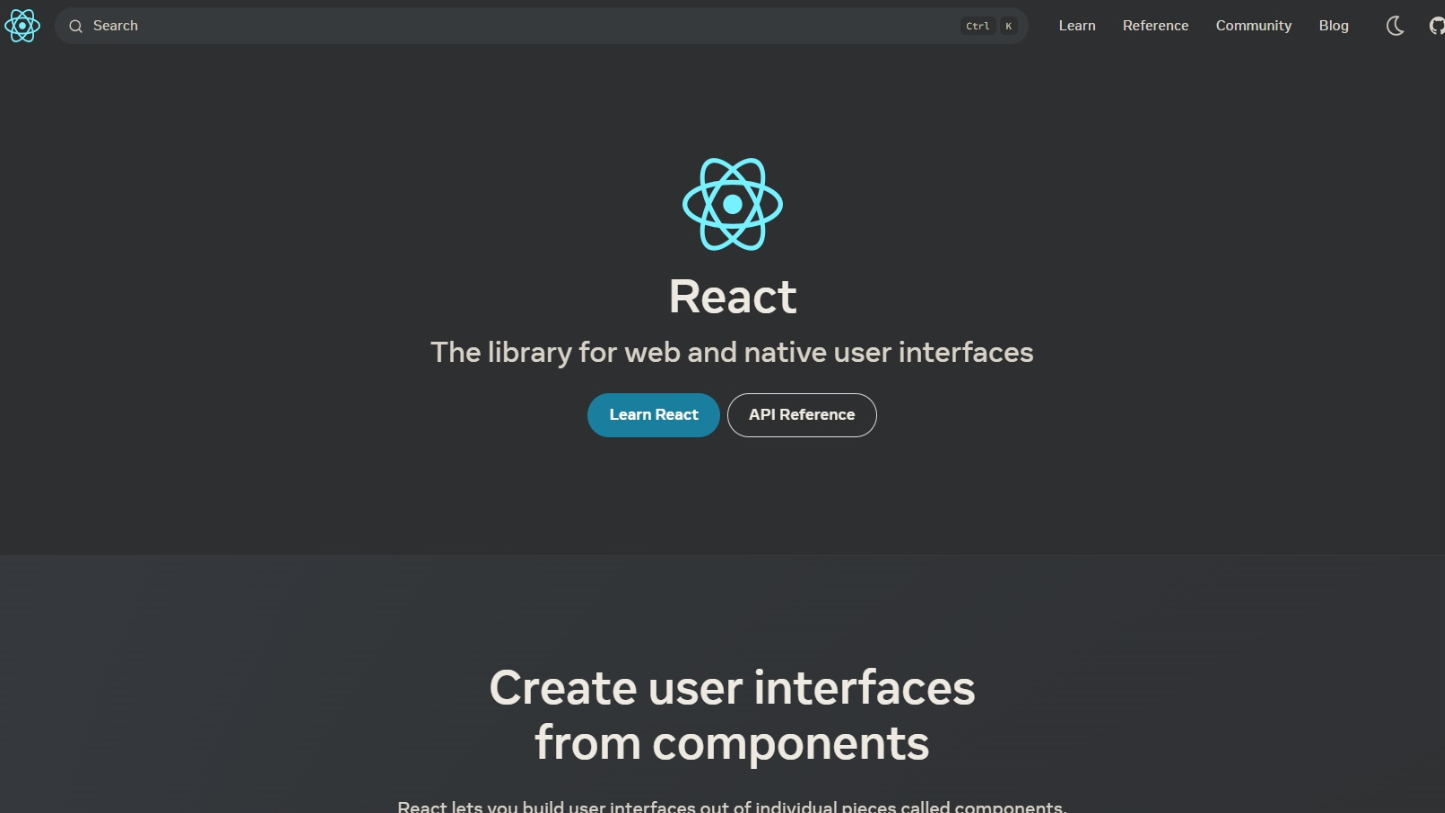 Search
Ctrl K
Learn
Reference
Community
Blog
React
The library for web and native user interfaces
Learn React
API Reference
Create user interfaces
from components
React lets you build user interfaces out of individual pieces called components.